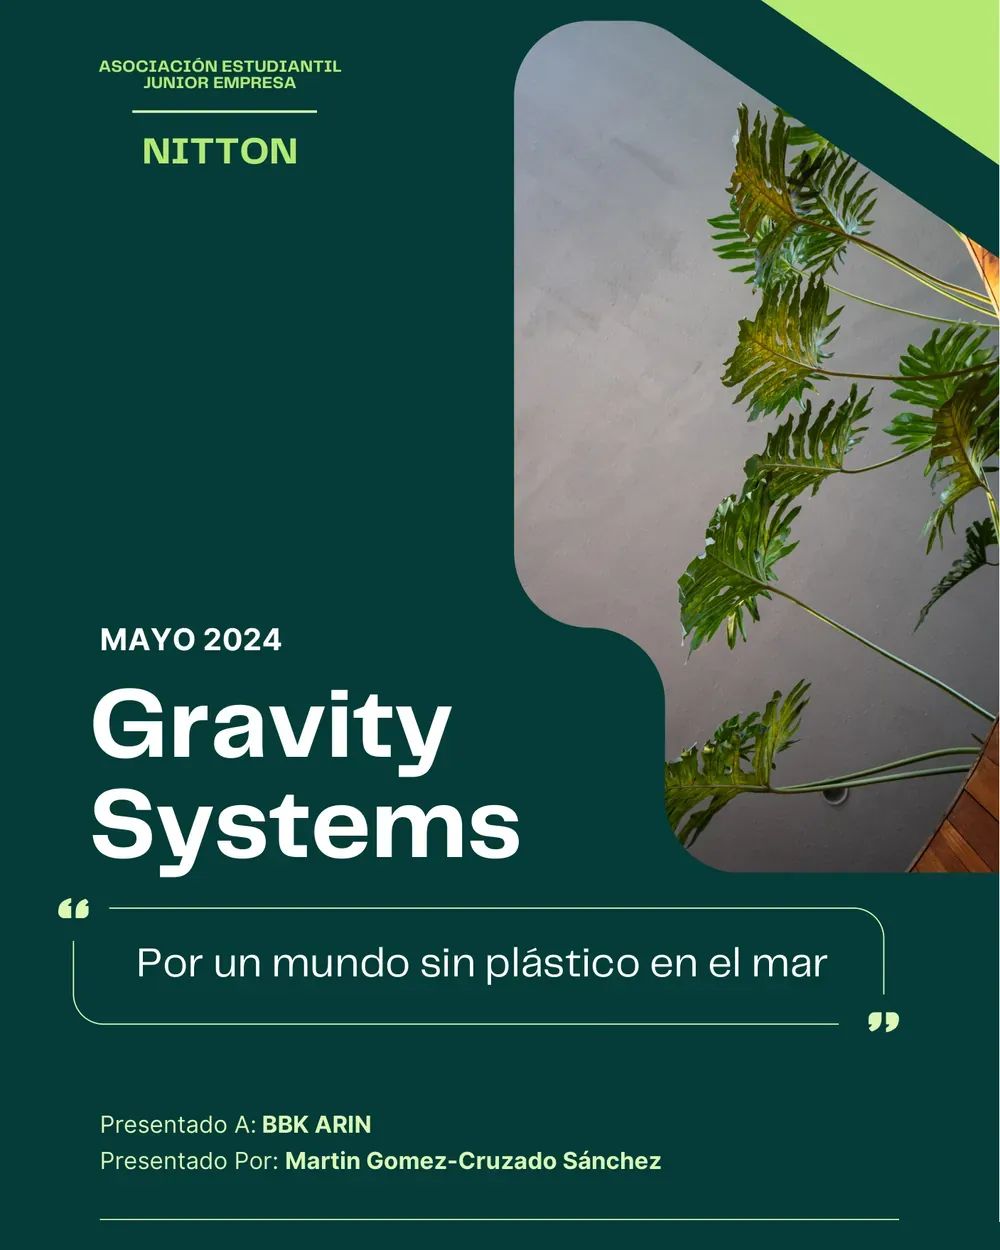 ASOCIACIÓN ESTUDIANTIL
JUNIOR EMPRESA
NITTON
MAYO 2024
Gravity
Systems
“ Por un mundo sin plástico en el mar ”
Presentado A: BBK ARIN
Presentado Por: Martin Gomez-Cruzado Sánchez